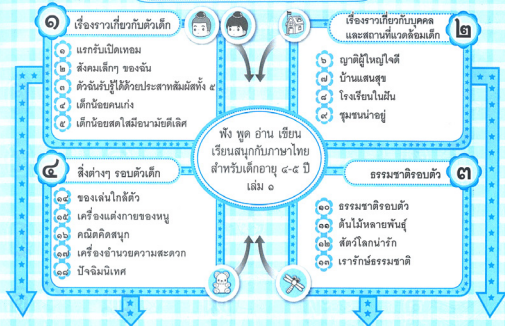 ๑
เรื่องราวเกี่ยวกับตัวเด็ก
๑ แรกรับเปิดเทอม
๒ สังคมเล็กๆ ของฉัน
๓ ตัวฉันรับรู้ได้ด้วยประสาทสัมผัสทั้ง ๕
๔ เด็กน้อยคนเก่ง
๕ เด็กน้อยสดใสมีอนามัยดีเลิศ
เรื่องราวเกี่ยวกับบุคคล
และสถานที่แวดล้อมเด็ก
๒
๖ ญาติผู้ใหญ่ใจดี
๗ บ้านแสนสุข
๘ โรงเรียนในฝัน
๙ ชุมชนน่าอยู่
ฟัง พูด อ่าน เขียน
เรียนสนุกกับภาษาไทย
สำหรับเด็กอายุ ๔-๕ ปี
เล่ม ๑
๔
สิ่งต่างๆ รอบตัวเด็ก
๑๔ ของเล่นใกล้ตัว
๑๕ เครื่องแต่งกายของหนู
๑๖ คณิตคิดสนุก
๑๗ เครื่องอำนวยความสะดวก
๑๘ ปัจฉิมนิเทศ
ธรรมชาติรอบตัว
๓
๑๐ ธรรมชาติรอบตัว
๑๑ ต้นไม้หลายพันธุ์
๑๒ สัตว์โลกน่ารัก
๑๓ เรารักษ์ธรรมชาติ